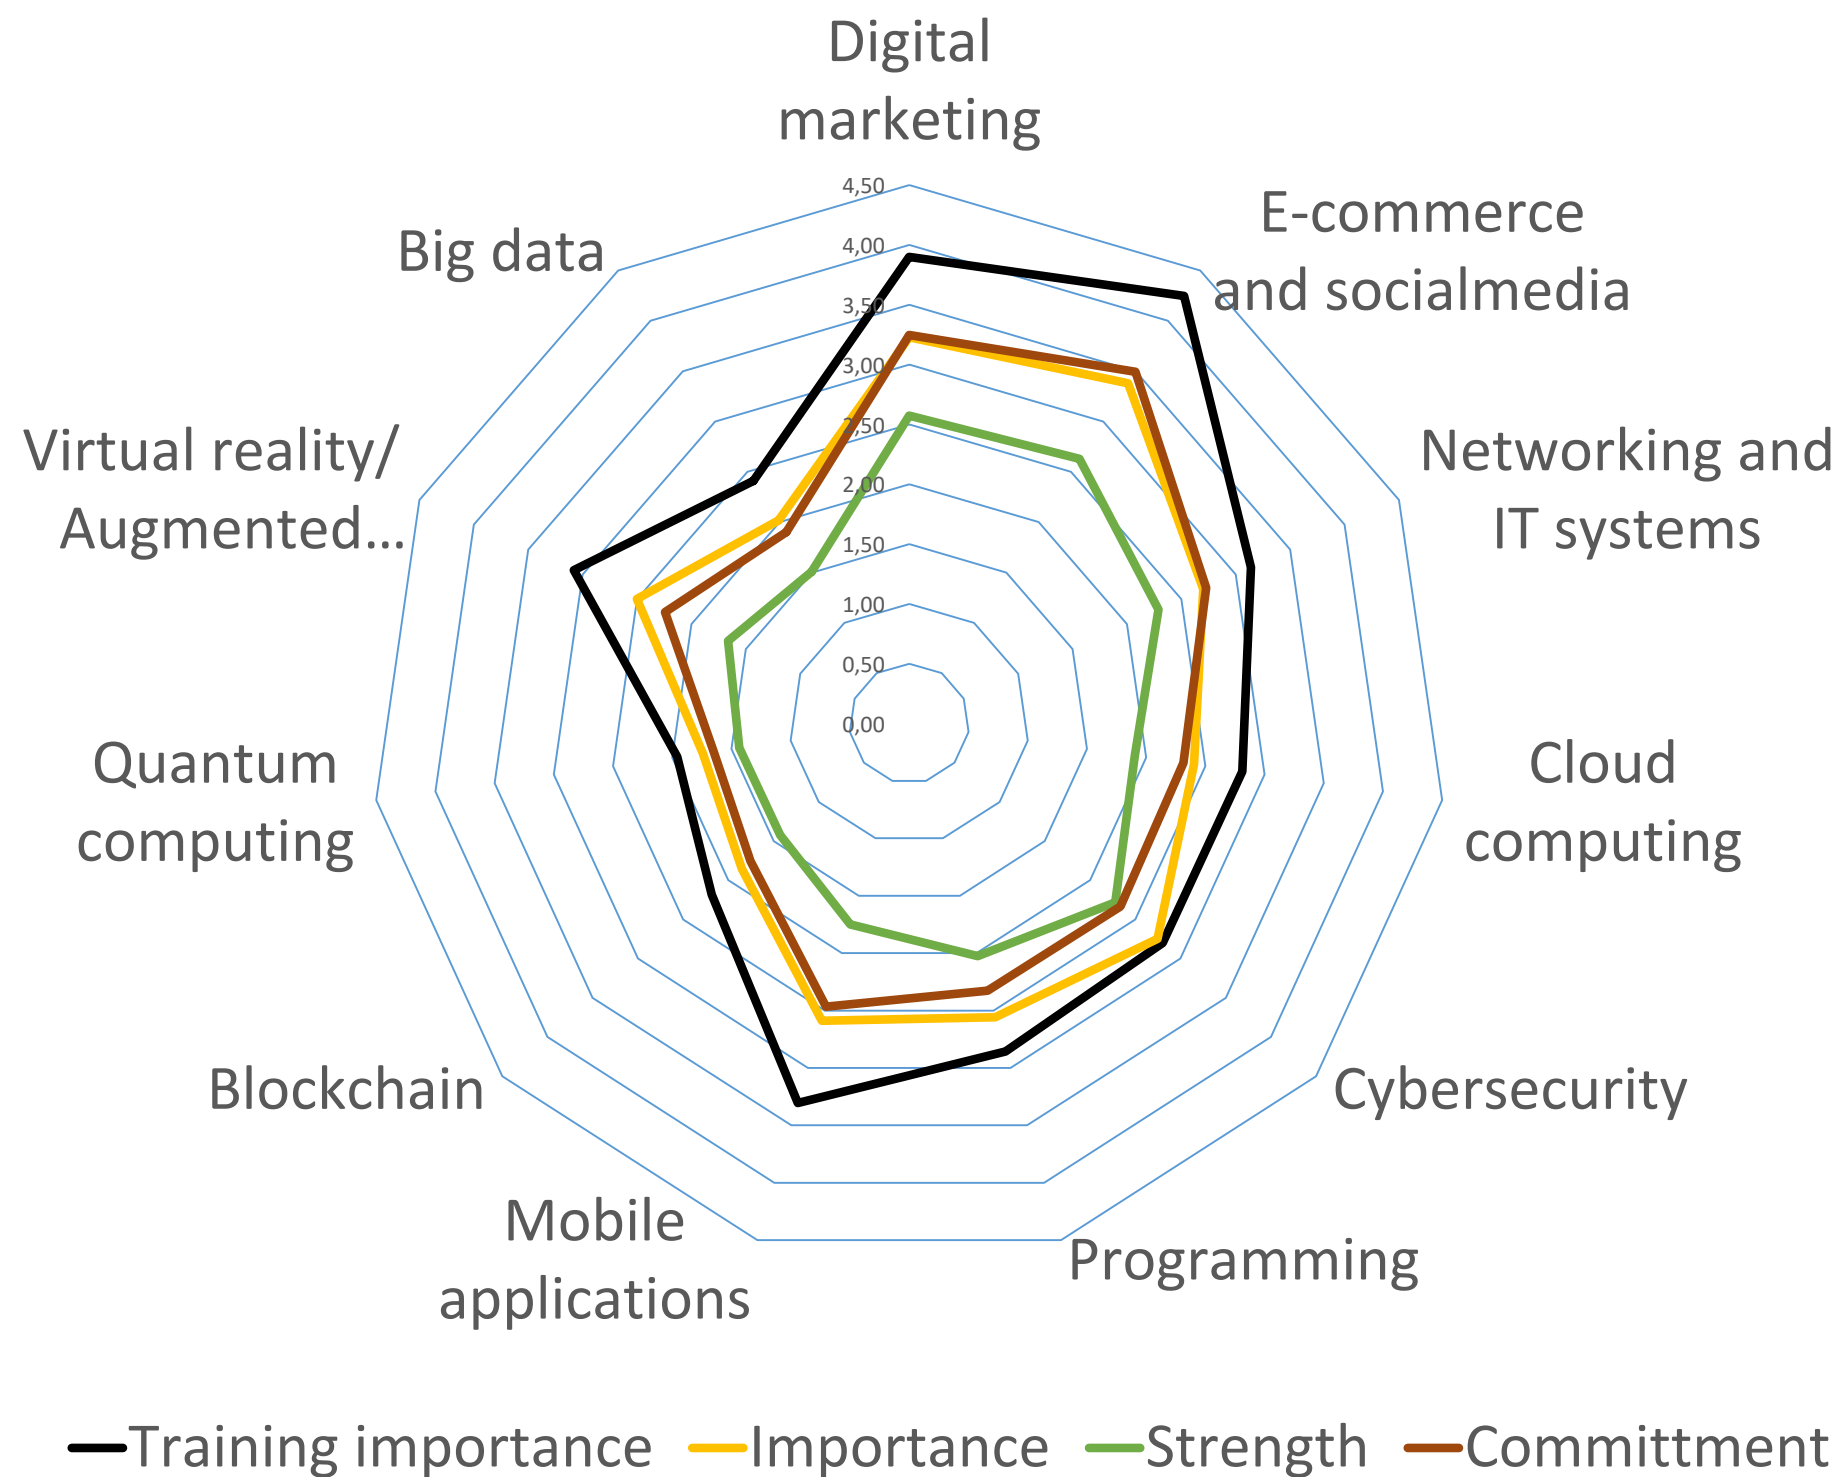 Digital
marketing
E-commerce
and socialmedia
Networking and
IT systems
Cloud
computing
Cybersecurity
Programming
Mobile
applications
Blockchain
Quantum
computing
Virtual reality/
Augmented...
Big data
4,50
4,00
3,50
3,00
2,50
2,00
1,50
1,00
0,50
0,00
Training importance
Importance
Strength
Committment